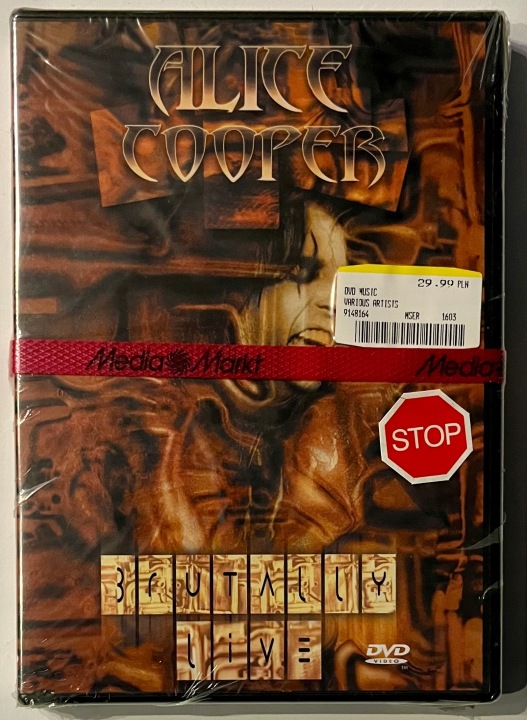 ALICE
COOPER
29.99 PLN
DVD MUSIC
VARIOUS ARTISTS
9148164 MSER 1603
Media Markt Media
STOP
BRUTALLY
LIVE
DVD
VIDEO
TM